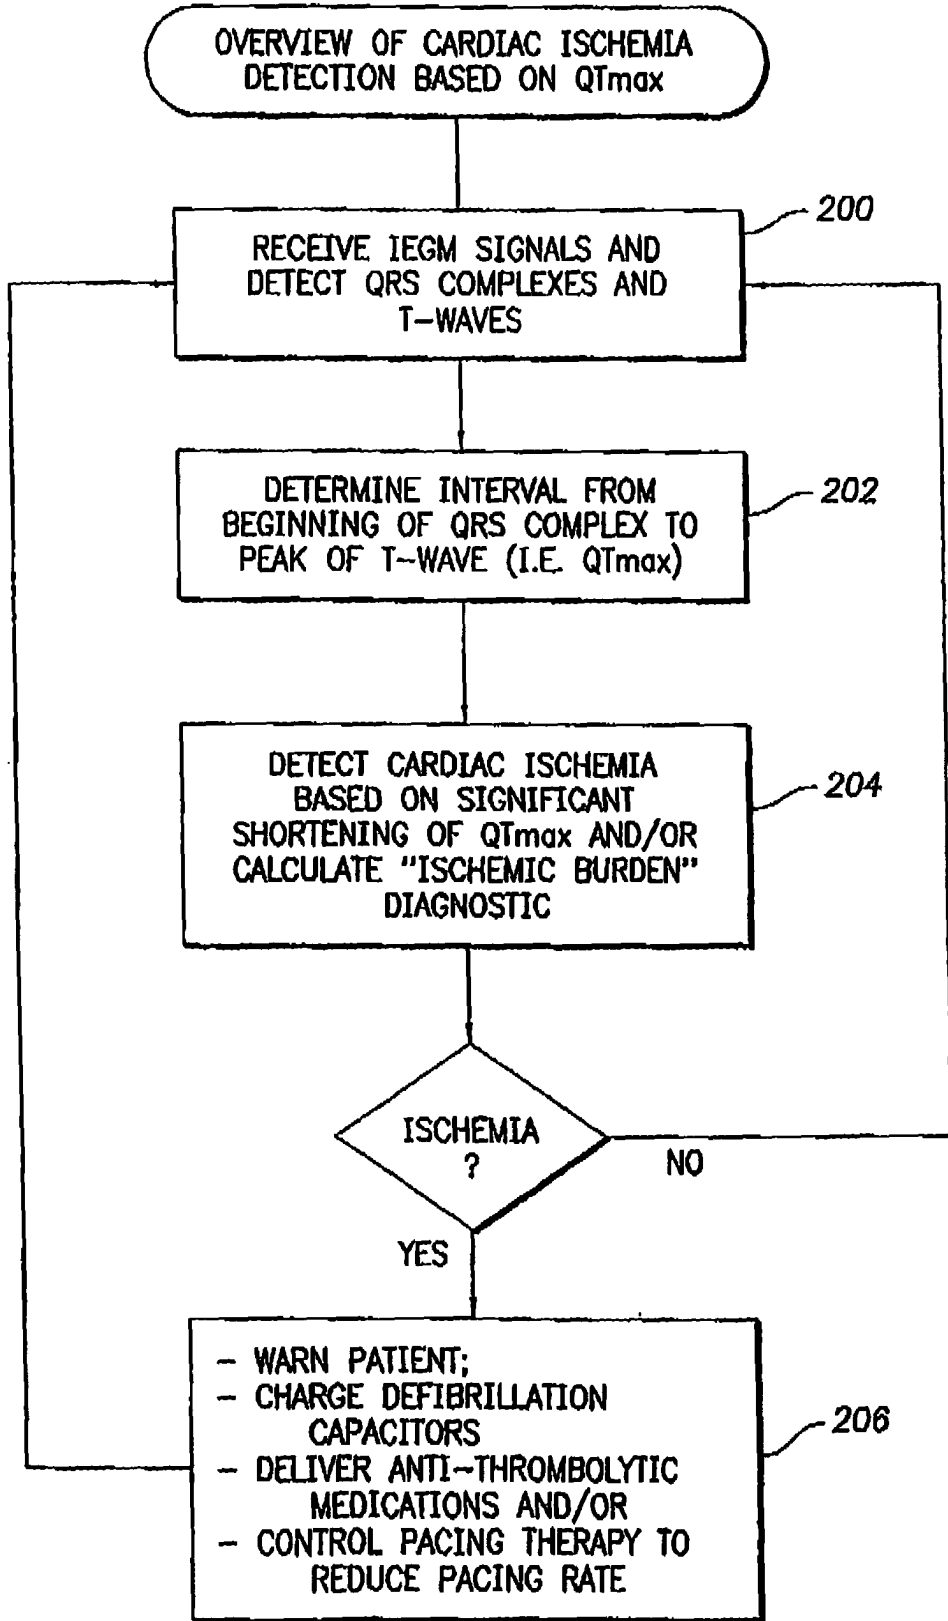 OVERVIEW OF CARDIAC ISCHEMIA
DETECTION BASED ON QTmax
200
RECEIVE IEGM SIGNALS AND
DETECT QRS COMPLEXES AND
T-WAVES
202
DETERMINE INTERVAL FROM
BEGINNING OF QRS COMPLEX TO
PEAK OF T-WAVE (I.E. QTmax)
204
DETECT CARDIAC ISCHEMIA
BASED ON SIGNIFICANT
SHORTENING OF QTmax AND/OR
CALCULATE "ISCHEMIC BURDEN"
DIAGNOSTIC
ISCHEMIA
?
NO
YES
206
- WARN PATIENT;
- CHARGE DEFIBRILLATION
CAPACITORS
- DELIVER ANTI-THROMBOLYTIC
MEDICATIONS AND/OR
- CONTROL PACING THERAPY TO
REDUCE PACING RATE